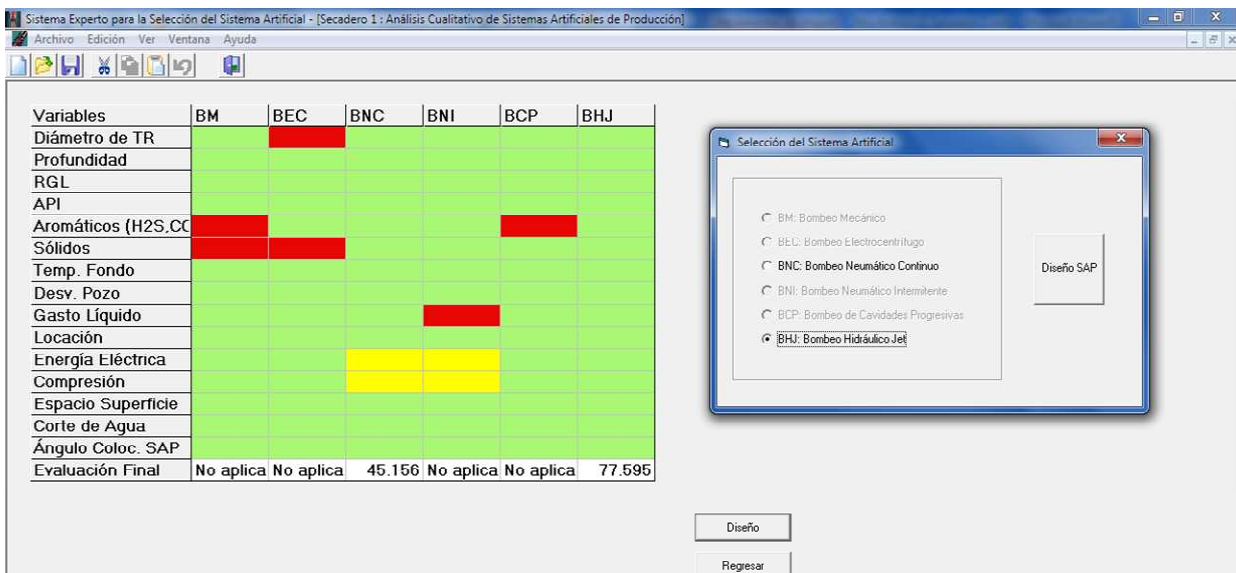 Sistema Experto para la Selección del Sistema Artificial - [Secadero 1 : Análisis Cualitativo de Sistemas Artificiales de Producción]
Archivo Edición Ver Ventana Ayuda
Variables BM BEC BNC BNI BCP BHJ
Diámetro de TR
Profundidad
RGL
API
Aromáticos (H2S,CC
Sólidos
Temp. Fondo
Desv. Pozo
Gasto Líquido
Locación
Energía Eléctrica
Compresión
Espacio Superficie
Corte de Agua
Ángulo Coloc. SAP
Evaluación Final No aplica No aplica 45.156 No aplica No aplica 77.595
Selección del Sistema Artificial
BM: Bombeo Mecánico
BEC: Bombeo Electrocentrífugo
BNC: Bombeo Neumático Continuo
BNI: Bombeo Neumático Intermitente
BCP: Bombeo de Cavidades Progresivas
BHJ: Bombeo Hidráulico Jet
Diseño SAP
Diseño
Regresar